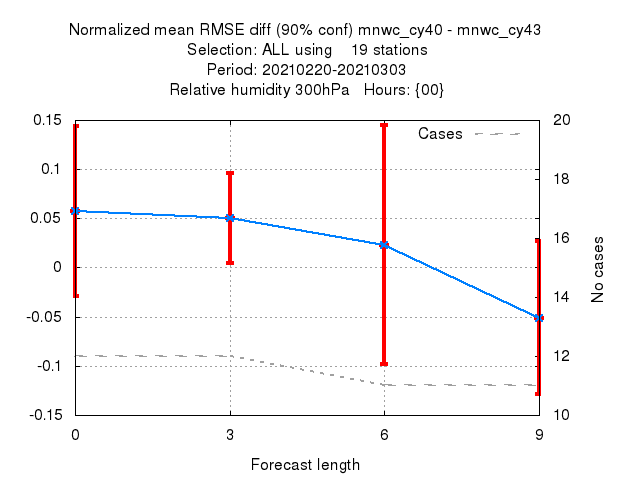 Normalized mean RMSE diff (90% conf) mnwc_cy40 - mnwc_cy43
Selection: ALL using    19 stations
Period: 20210220-20210303
Relative humidity 300hPa   Hours: {00}
Cases
0.15
0.1
0.05
0
-0.05
-0.1
-0.15
20
18
16
14
12
10
No cases
0
3
6
9
Forecast length